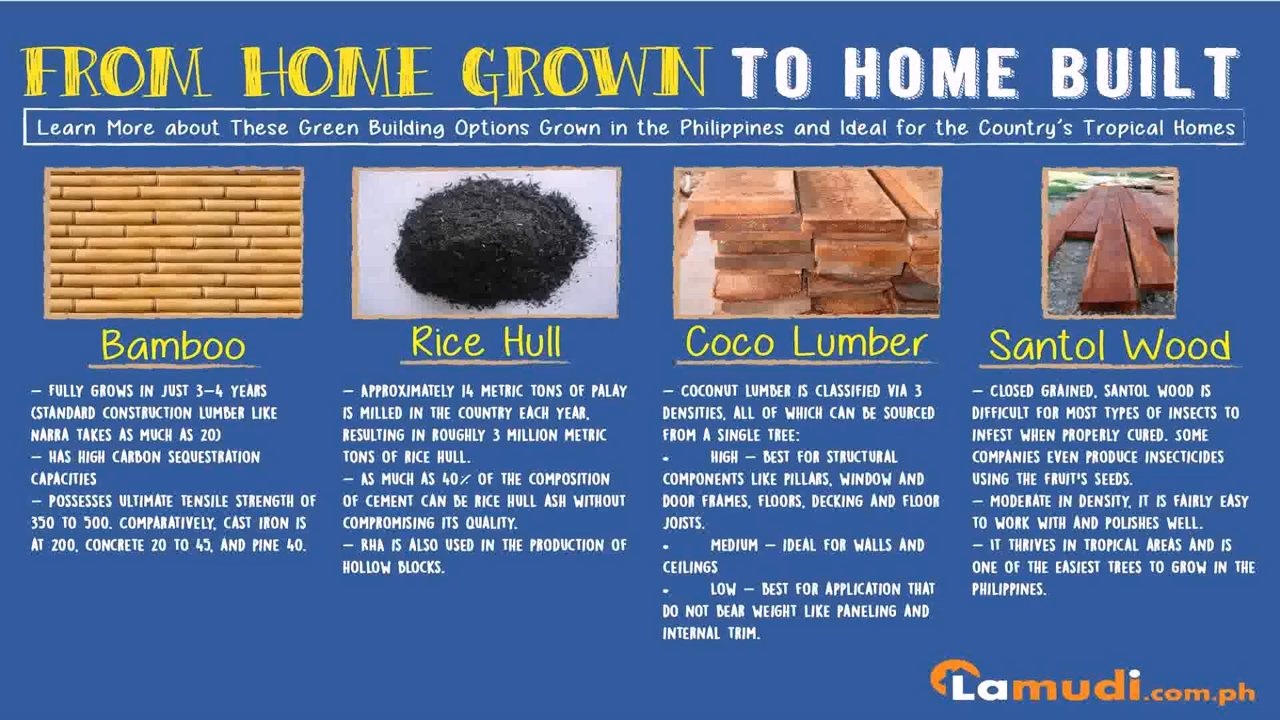 FROM HOME GROWN TO HOME BUILT
Learn More about These Green Building Options Grown in the Philippines and Ideal for the Country's Tropical Homes
Bamboo
– FULLY GROWS IN JUST 3–4 YEARS
(STANDARD CONSTRUCTION LUMBER LIKE
NARRA TAKES AS MUCH AS 20)
– HAS HIGH CARBON SEQUESTRATION
CAPACITIES
– POSSESSES ULTIMATE TENSILE STRENGTH OF
350 TO 500. COMPARATIVELY, CAST IRON IS
AT 200, CONCRETE 20 TO 45, AND PINE 40.
Rice Hull
– APPROXIMATELY 14 METRIC TONS OF PALAY
IS MILLED IN THE COUNTRY EACH YEAR,
RESULTING IN ROUGHLY 3 MILLION METRIC
TONS OF RICE HULL.
– AS MUCH AS 40% OF THE COMPOSITION
OF CEMENT CAN BE RICE HULL ASH WITHOUT
COMPROMISING ITS QUALITY.
– RHA IS ALSO USED IN THE PRODUCTION OF
HOLLOW BLOCKS.
Coco Lumber
– COCONUT LUMBER IS CLASSIFIED VIA 3
DENSITIES, ALL OF WHICH CAN BE SOURCED
FROM A SINGLE TREE:
• HIGH – BEST FOR STRUCTURAL
COMPONENTS LIKE PILLARS, WINDOW AND
DOOR FRAMES, FLOORS, DECKING AND FLOOR
JOISTS.
• MEDIUM – IDEAL FOR WALLS AND
CEILINGS
• LOW – BEST FOR APPLICATION THAT
DO NOT BEAR WEIGHT LIKE PANELING AND
INTERNAL TRIM.
Santol Wood
– CLOSED GRAINED, SANTOL WOOD IS
DIFFICULT FOR MOST TYPES OF INSECTS TO
INFEST WHEN PROPERLY CURED. SOME
COMPANIES EVEN PRODUCE INSECTICIDES
USING THE FRUIT'S SEEDS.
– MODERATE IN DENSITY, IT IS FAIRLY EASY
TO WORK WITH AND POLISHES WELL.
– IT THRIVES IN TROPICAL AREAS AND IS
ONE OF THE EASIEST TREES TO GROW IN THE
PHILIPPINES.
Lamudi.com.ph